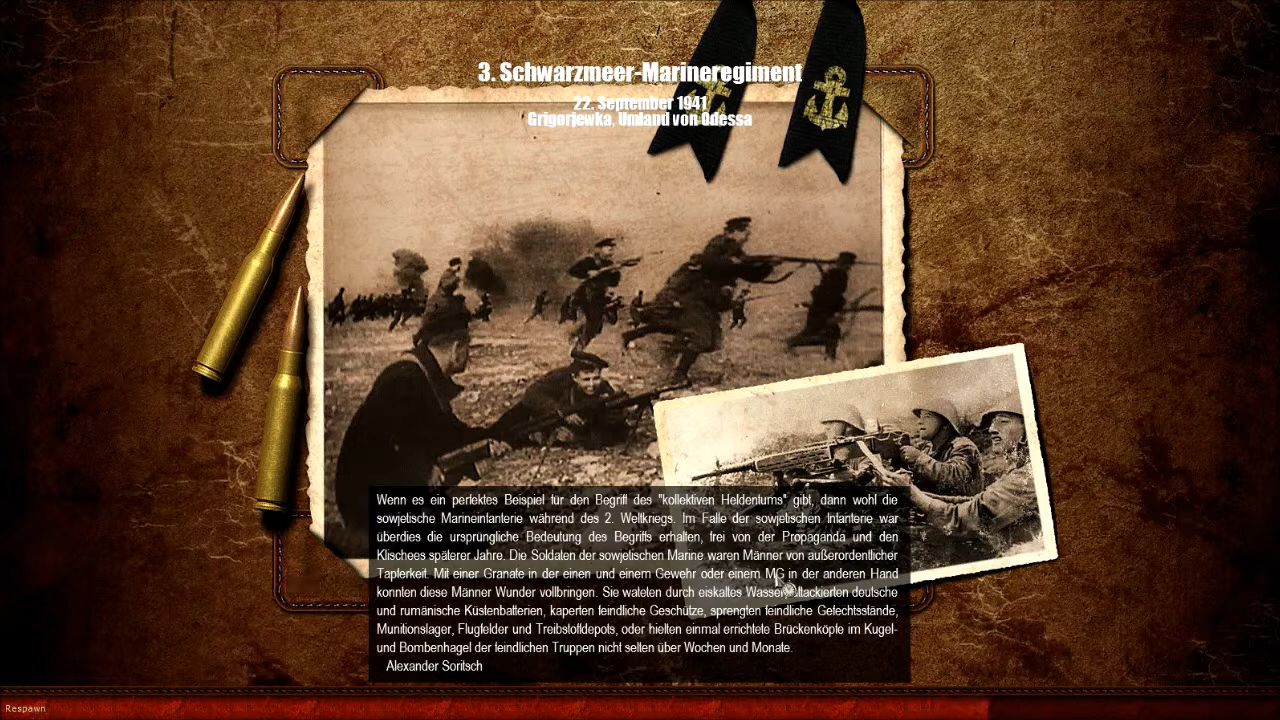 3. Schwarzmeer-Marineregiment
22. September 1941
Grigorjewka, Umland von Odessa
Wenn es ein perfektes Beispiel für den Begriff des "kollektiven Heldentums" gibt, dann wohl die
sowjetische Marineinfanterie während des 2. Weltkriegs. Im Falle der sowjetischen Infanterie war
überdies die ursprüngliche Bedeutung des Begriffs erhalten, frei von der Propaganda und den
Klischees späterer Jahre. Die Soldaten der sowjetischen Marine waren Männer von außerordentlicher
Tapferkeit. Mit einer Granate in der einen und einem Gewehr oder einem MG in der anderen Hand
konnten diese Männer Wunder vollbringen. Sie wateten durch eiskaltes Wasser, attackierten deutsche
und rumänische Küstenbatterien, kaperten feindliche Geschütze, sprengten feindliche Gefechtsstände,
Munitionslager, Flugfelder und Treibstoffdepots, oder hielten einmal errichtete Brückenköpfe im Kugel-
und Bombenhagel der feindlichen Truppen nicht selten über Wochen und Monate.
Alexander Soritsch
Respawn